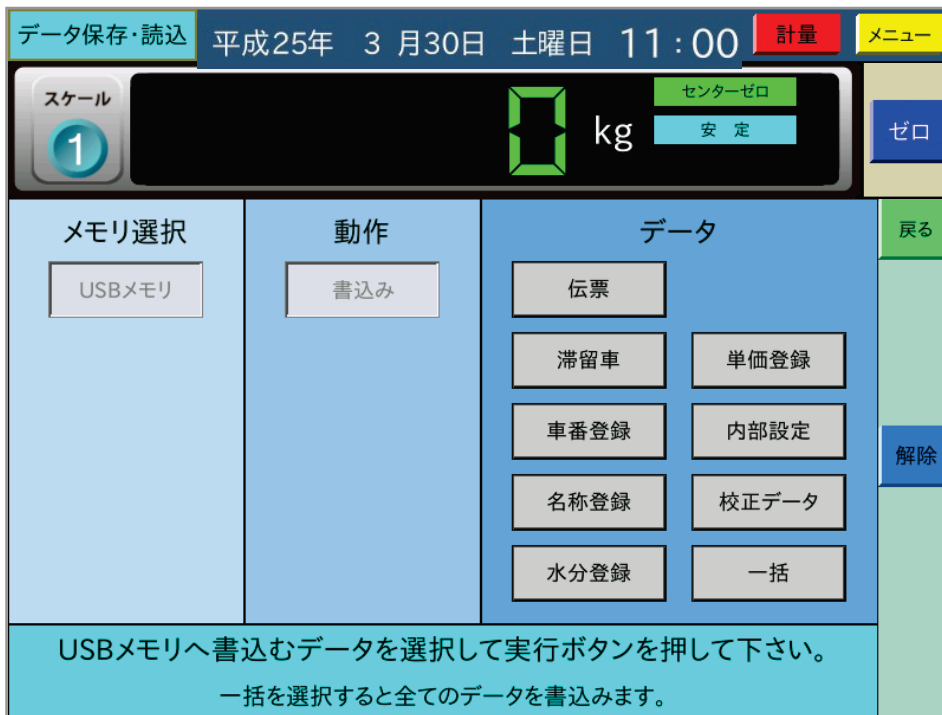 データ保存・読込 平成25年 3月30日 土曜日 11:00 計量 メニュー
スケール
1
0 kg
センターゼロ
安 定
ゼロ
メモリ選択
USBメモリ
動作
書込み
データ
伝票
滞留車 単価登録
車番登録 内部設定
名称登録 校正データ
水分登録 一括
戻る
解除
USBメモリへ書込むデータを選択して実行ボタンを押して下さい。
一括を選択すると全てのデータを書込みます。